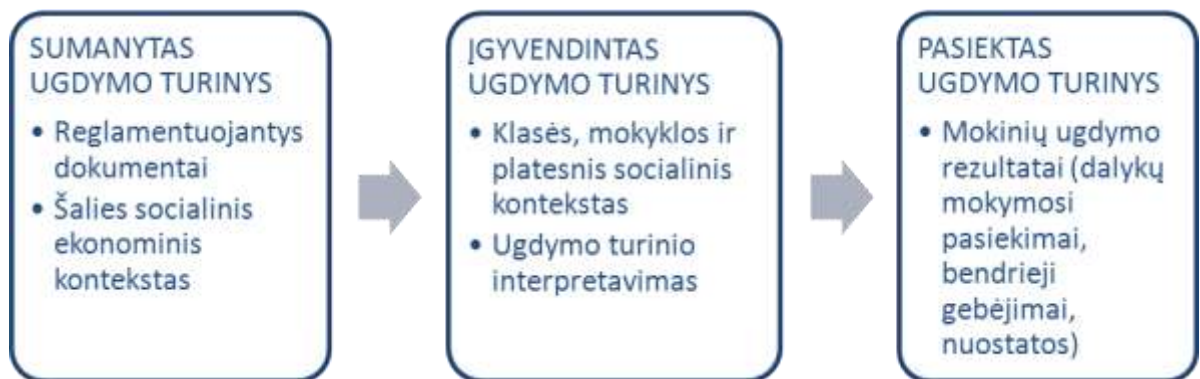 SUMANYTAS
UGDYMO TURINYS
• Reglamentuojantys
dokumentai
• Šalies socialinis
ekonominis
kontekstas
ĮGYVENDINTAS
UGDYMO TURINYS
• Klasės, mokyklos ir
platesnis socialinis
kontekstas
• Ugdymo turinio
interpretavimas
PASIEKTAS
UGDYMO TURINYS
• Mokinių ugdymo
rezultatai (dalykų
mokymosi
pasiekimai,
bendrieji
gebėjimai,
nuostatos)